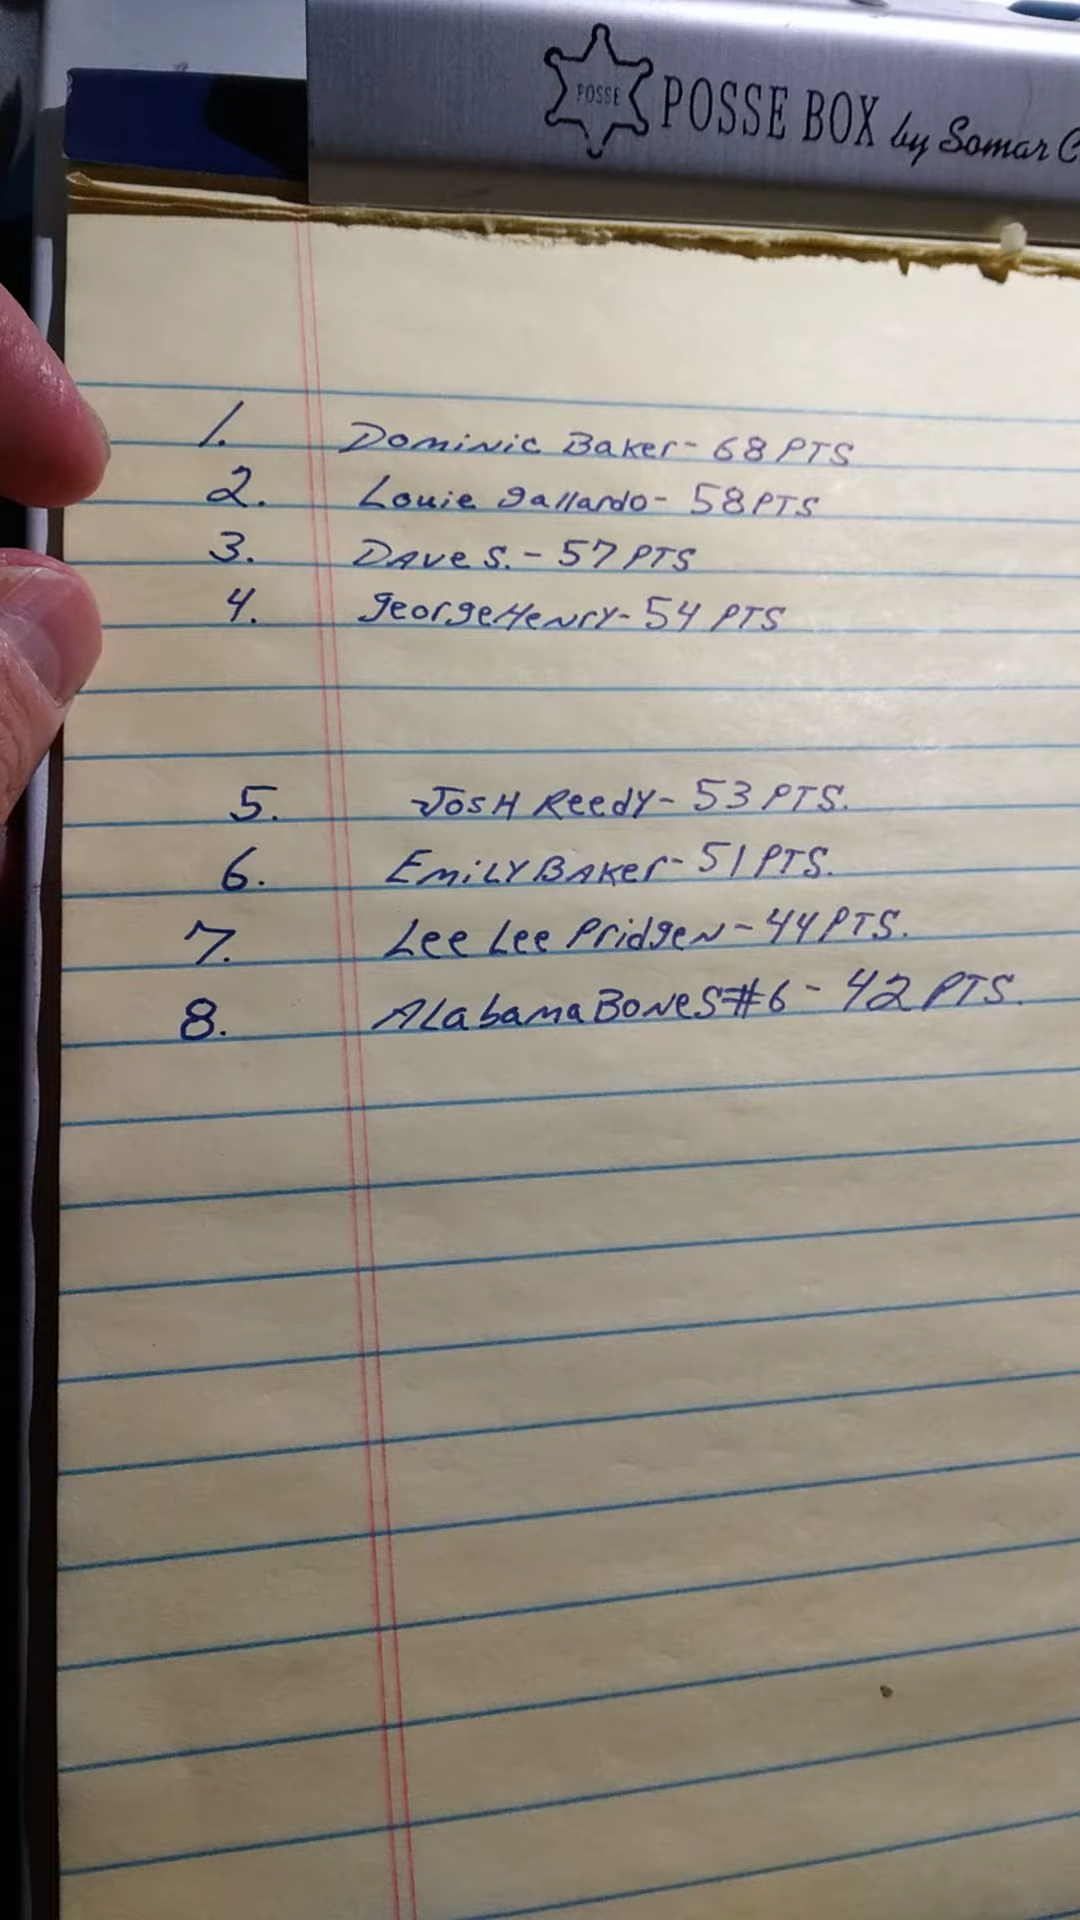 POSSE
POSSE BOX by Somar C
1. Dominic Baker- 68 PTS
2. Louie gallardo- 58 PTS
3. Dave S. - 57 PTS
4. george Henry- 54 PTS
5. Josh Reedy- 53 PTS.
6. Emily Baker- 51 PTS.
7. Lee Lee Pridgen - 44 PTS.
8. Alabama Bones #6 - 42 PTS.